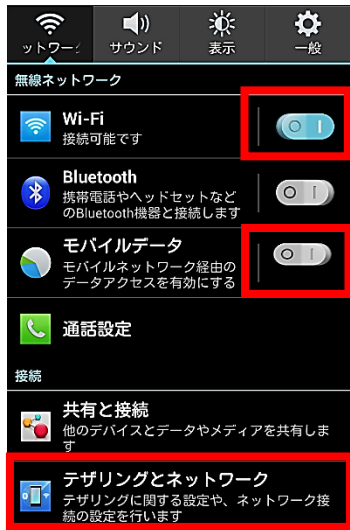 ットワーク サウンド 表示 一般
無線ネットワーク
Wi-Fi
接続可能です
Bluetooth
携帯電話やヘッドセットなど
のBluetooth機器と接続します
モバイルデータ
モバイルネットワーク経由の
データアクセスを有効にする
通話設定
接続
共有と接続
他のデバイスとデータやメディアを共有しま
す
テザリングとネットワーク
テザリングに関する設定や、ネットワーク接
続の設定を行います